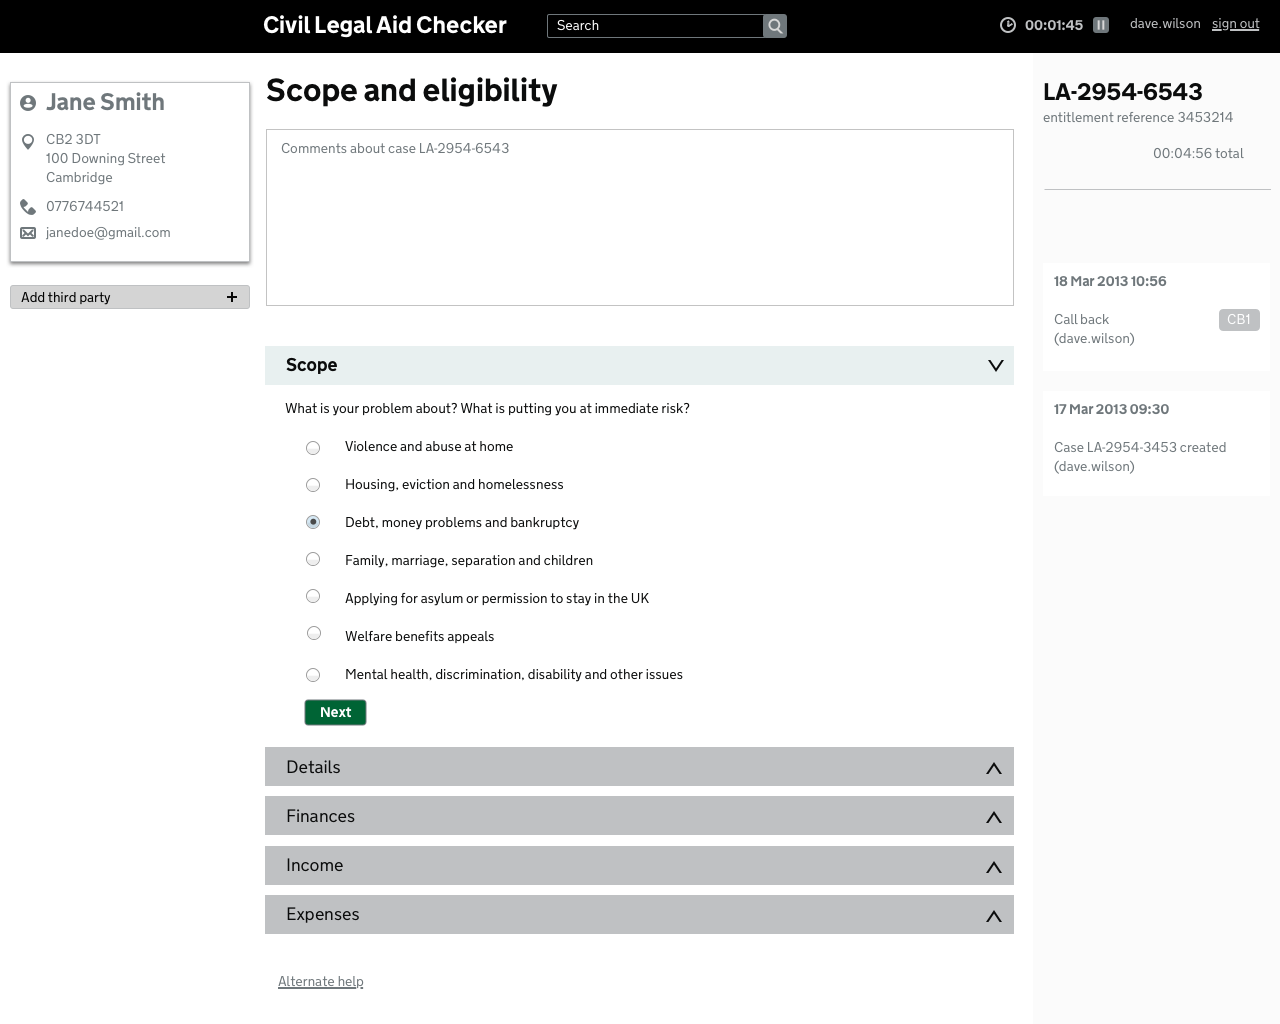 Civil Legal Aid Checker
Search
00:01:45
dave.wilson
sign out
Jane Smith
CB2 3DT
100 Downing Street
Cambridge
0776744521
janedoe@gmail.com
Add third party
Scope and eligibility
Comments about case LA-2954-6543
Scope
What is your problem about? What is putting you at immediate risk?
Violence and abuse at home
Housing, eviction and homelessness
Debt, money problems and bankruptcy
Family, marriage, separation and children
Applying for asylum or permission to stay in the UK
Welfare benefits appeals
Mental health, discrimination, disability and other issues
Next
Details
Finances
Income
Expenses
Alternate help
LA-2954-6543
entitlement reference 3453214
00:04:56 total
18 Mar 2013 10:56
Call back
CB1
(dave.wilson)
17 Mar 2013 09:30
Case LA-2954-3453 created
(dave.wilson)